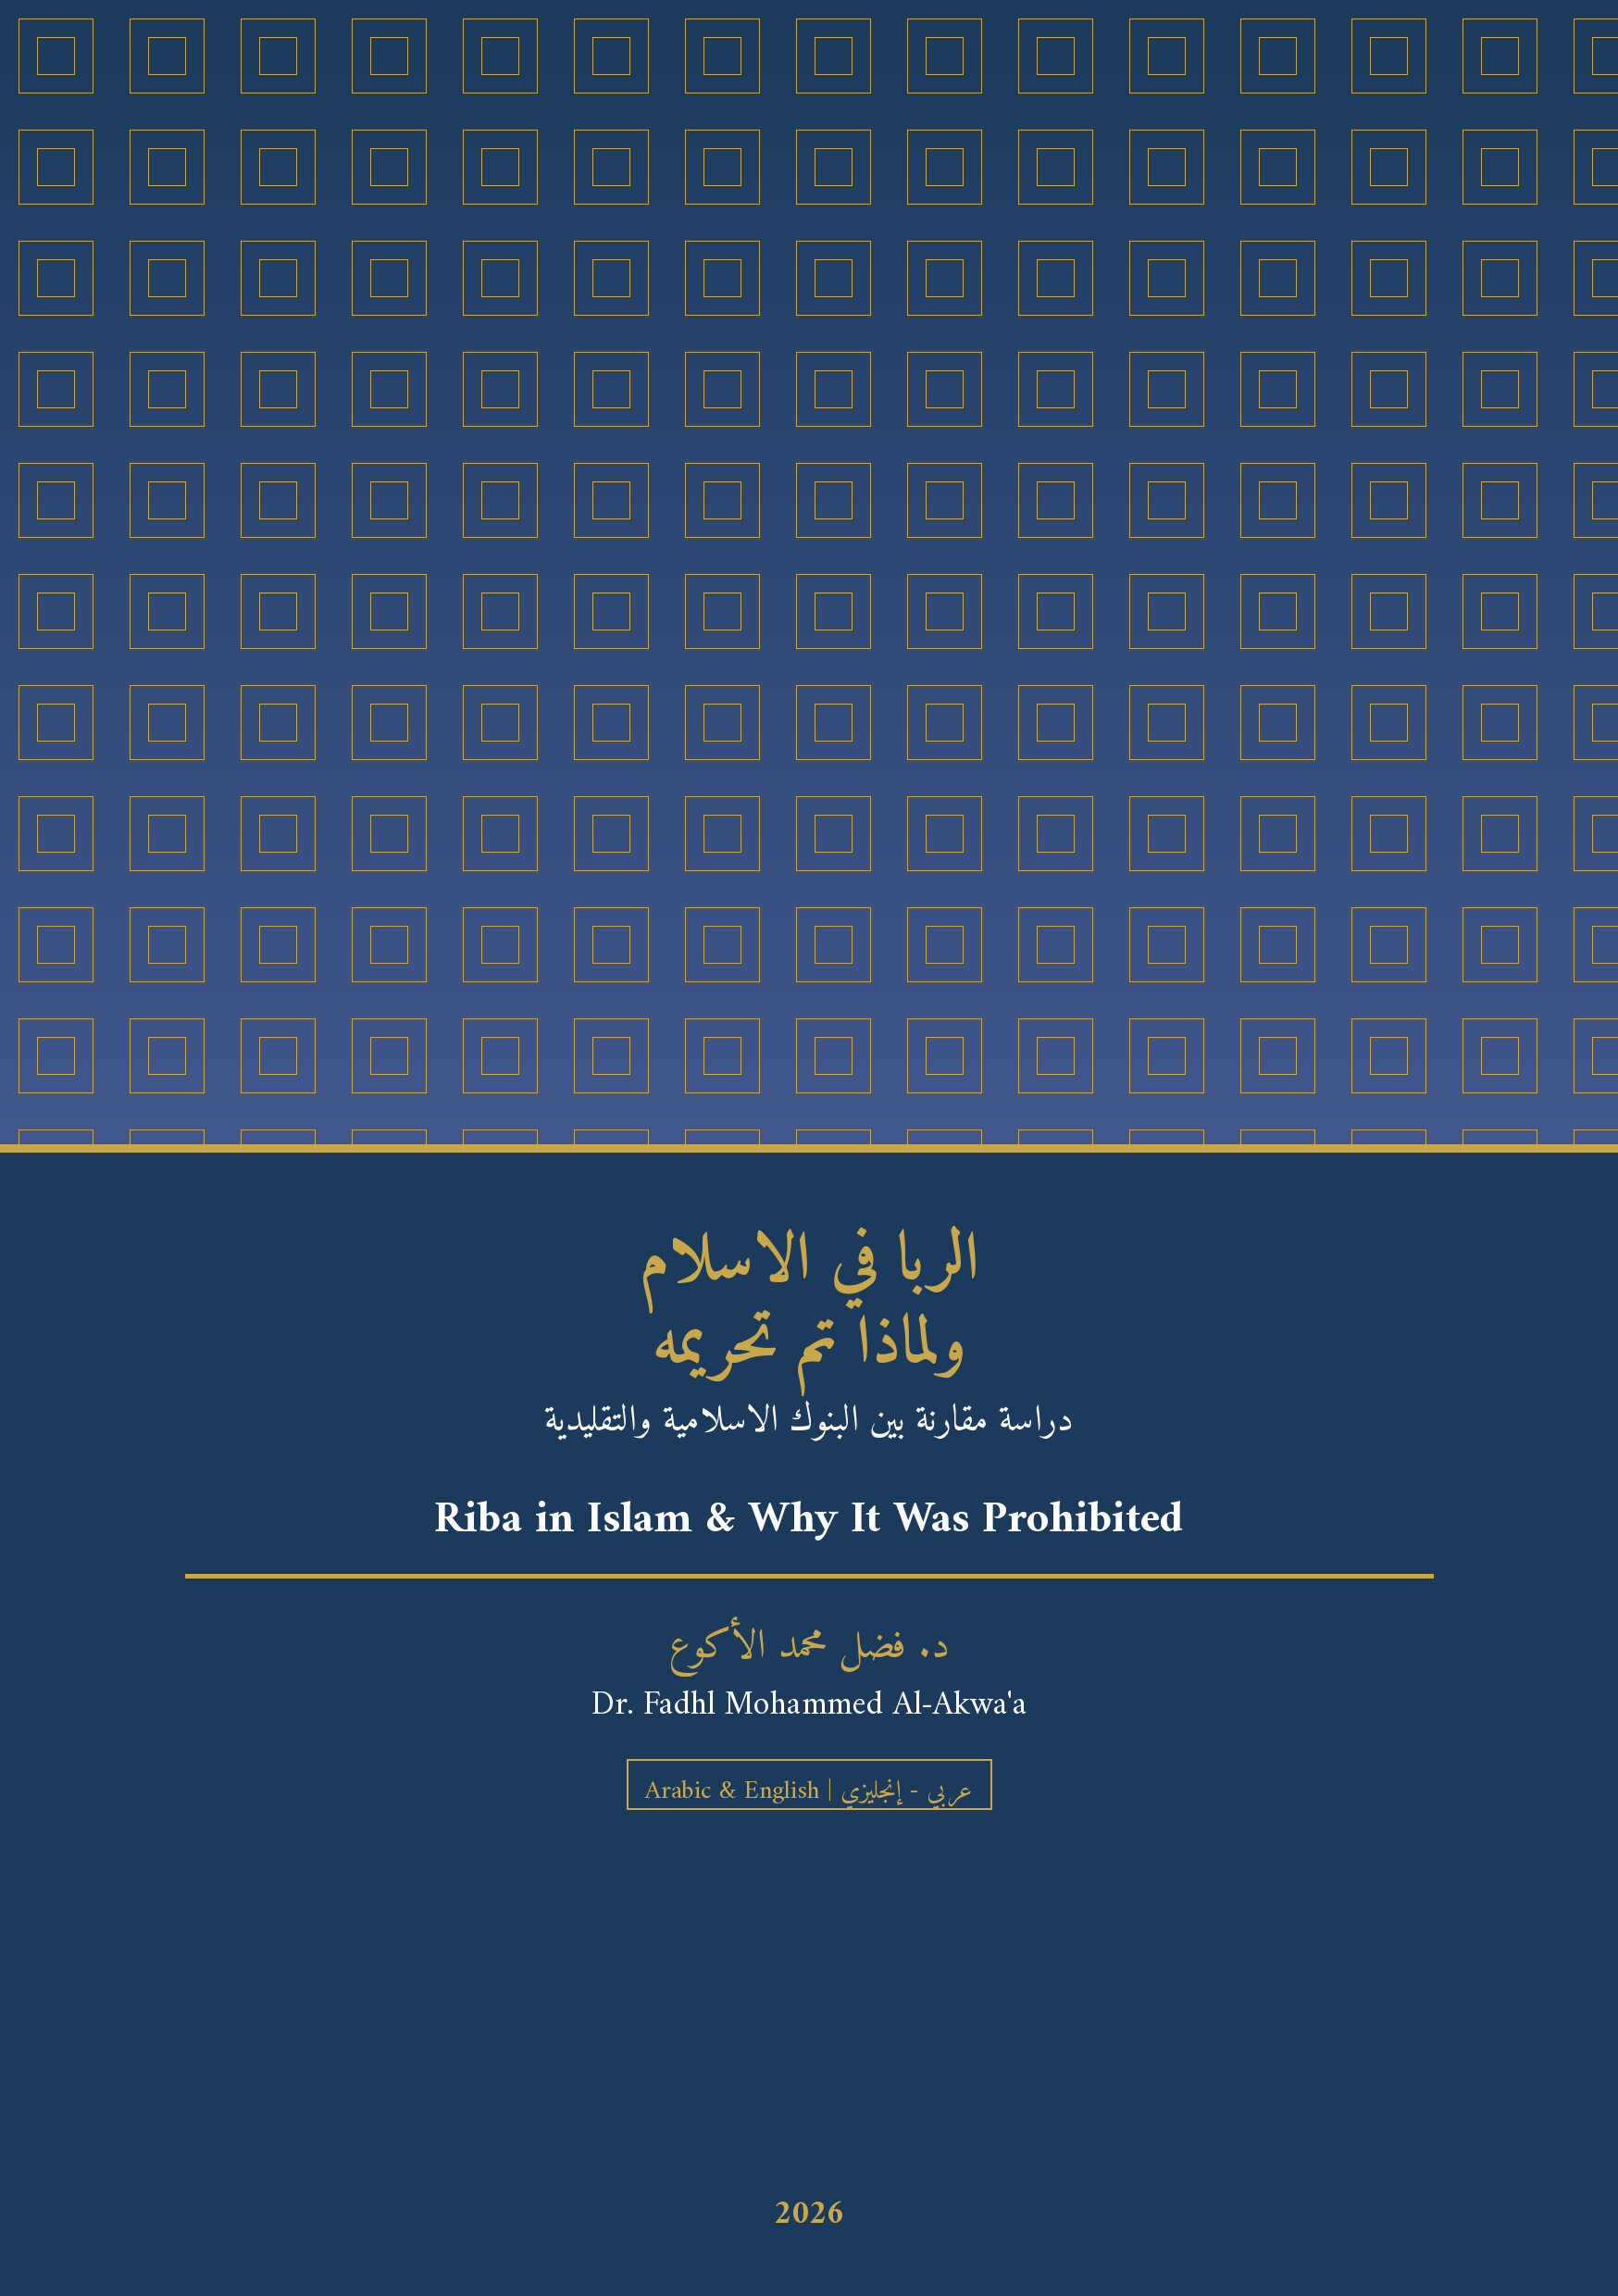 الربا في الاسلام
ولماذا تم تحريمه
دراسة مقارنة بين البنوك الاسلامية والتقليدية
Riba in Islam & Why It Was Prohibited
د. فضل محمد الأكوع
Dr. Fadhl Mohammed Al-Akwa'a
Arabic & English | عربي - إنجليزي
2026